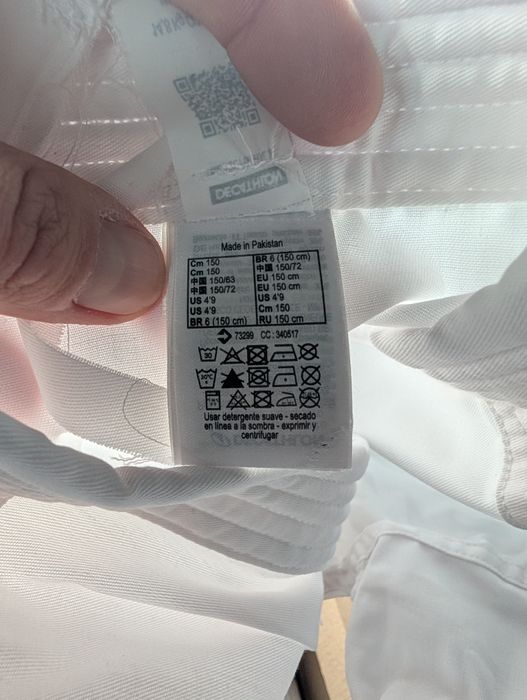 DECATHLON
Made in Pakistan
Cm 150
Cm 150
中国 150/63
中国 150/72
US 4'9
US 4'9
BR 6 (150 cm)
BR 6 (150 cm)
中国 150/72
EU 150 cm
EU 150 cm
US 4'9
Cm 150
RU 150 cm
73299 CC : 340517
30
30°C
Usar detergente suave - secado
en línea a la sombra - exprimir y
centrifugar